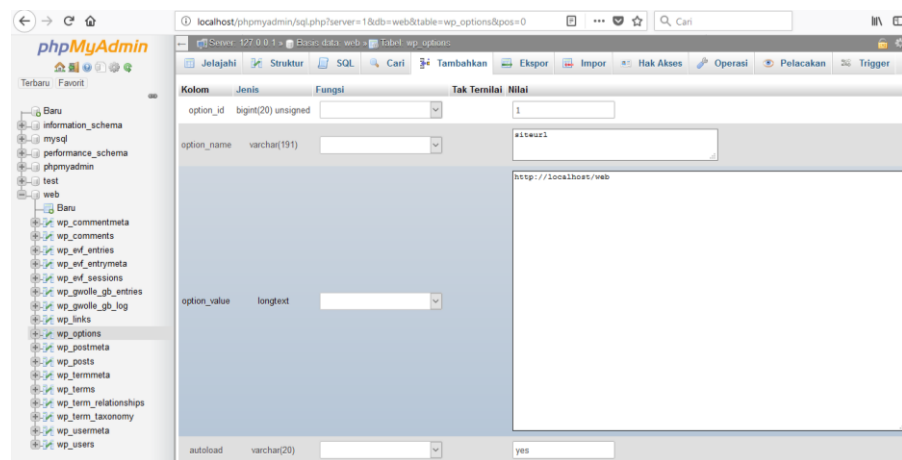 localhost/phpmyadmin/sql.php?server=1&db=web&table=wp_options&pos=0
Cari
phpMyAdmin
Terbaru Favorit
Baru
information_schema
mysql
performance_schema
phpmyadmin
test
web
Baru
wp_commentmeta
wp_comments
wp_evf_entries
wp_evf_entrymeta
wp_evf_sessions
wp_gwolle_gb_entries
wp_gwolle_gb_log
wp_links
wp_options
wp_postmeta
wp_posts
wp_termmeta
wp_terms
wp_term_relationships
wp_term_taxonomy
wp_usermeta
wp_users
Server: 127.0.0.1 » Basis data: web » Tabel: wp_options
Jelajahi Struktur SQL Cari Tambahkan Ekspor Impor Hak Akses Operasi Pelacakan Trigger
Kolom Jenis Fungsi Tak Ternilai Nilai
option_id bigint(20) unsigned 1
option_name varchar(191) siteurl
option_value longtext http://localhost/web
autoload varchar(20) yes